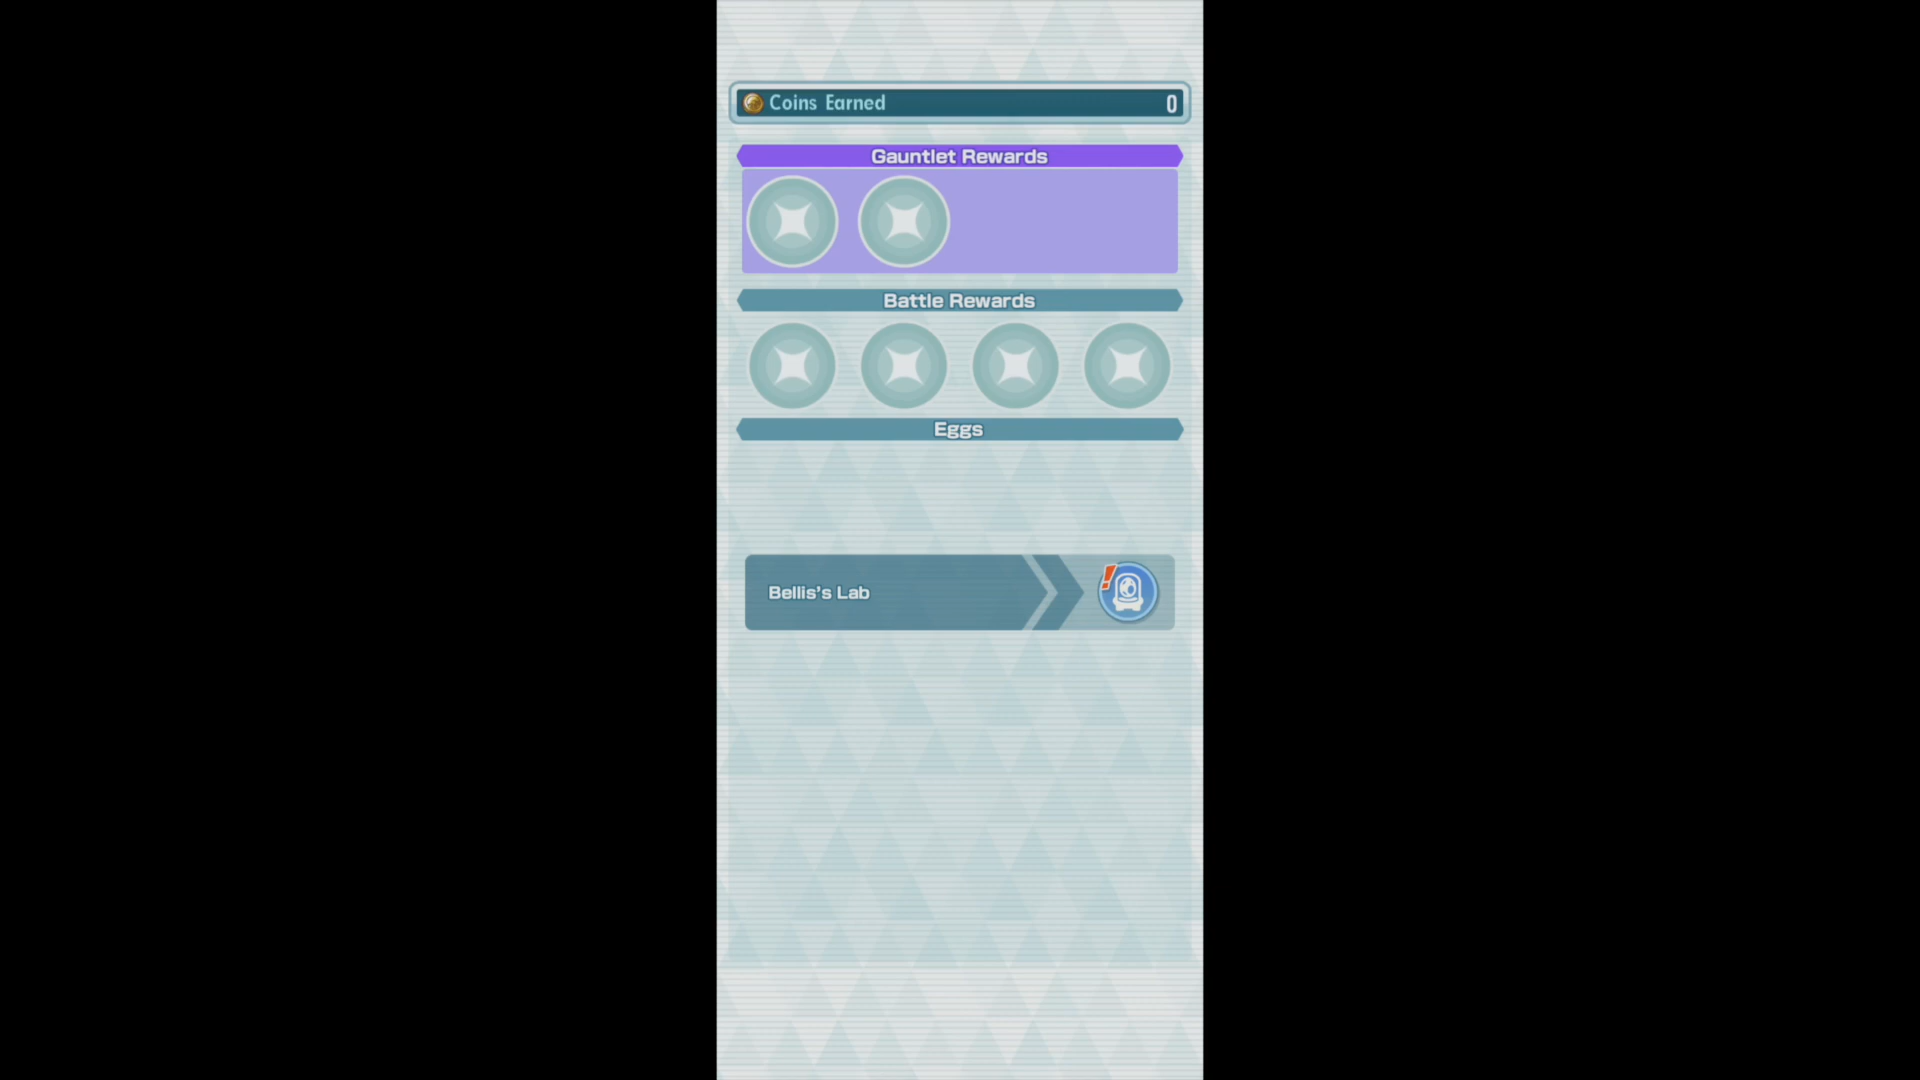 Coins Earned 0
Gauntlet Rewards
Battle Rewards
Eggs
Bellis's Lab